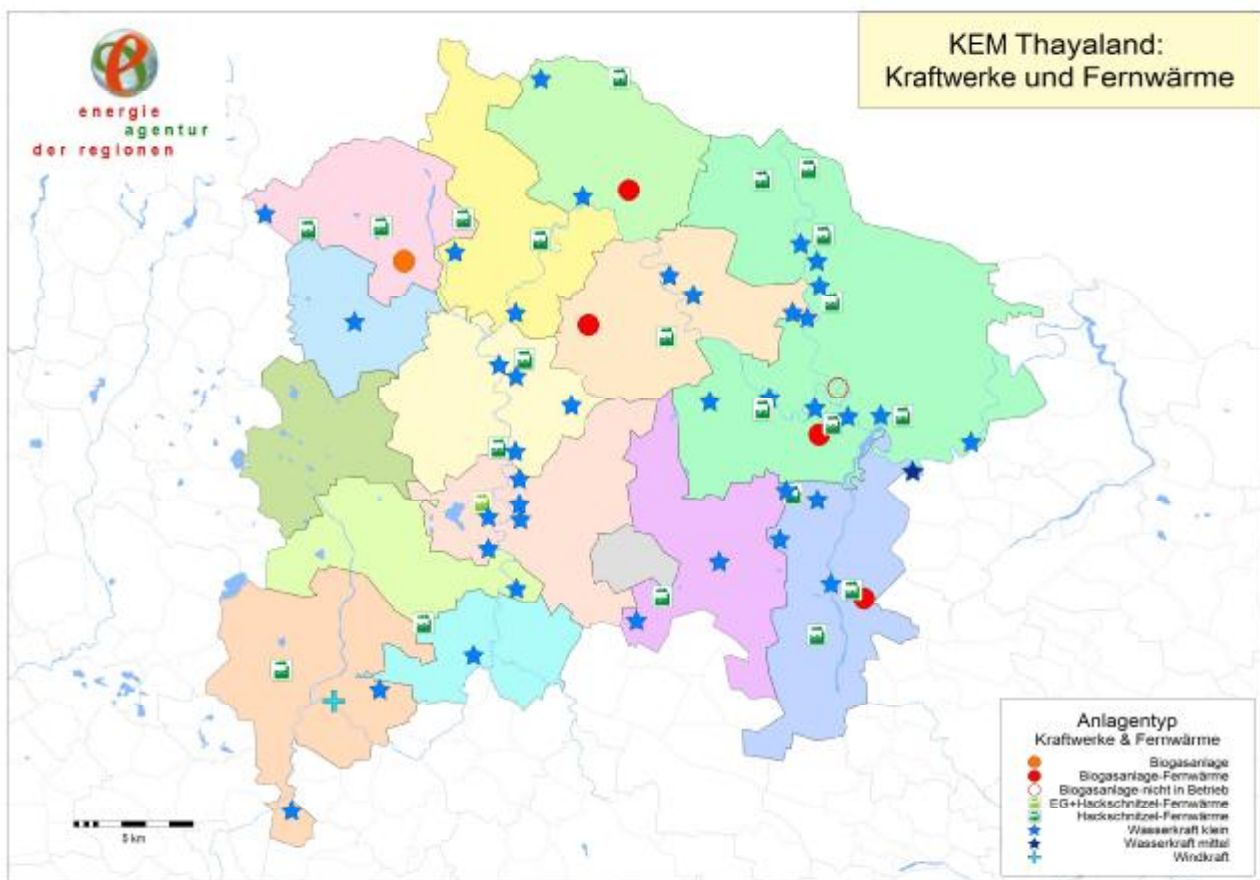 energie
agentur
der regionen
KEM Thayaland:
Kraftwerke und Fernwärme
Anlagentyp
Kraftwerke & Fernwärme
Biogasanlage
Biogasanlage-Fernwärme
Biogasanlage-nicht in Betrieb
EG+Hackschnitzel-Fernwärme
Hackschnitzel-Fernwärme
Wasserkraft klein
Wasserkraft mittel
Windkraft
5 km